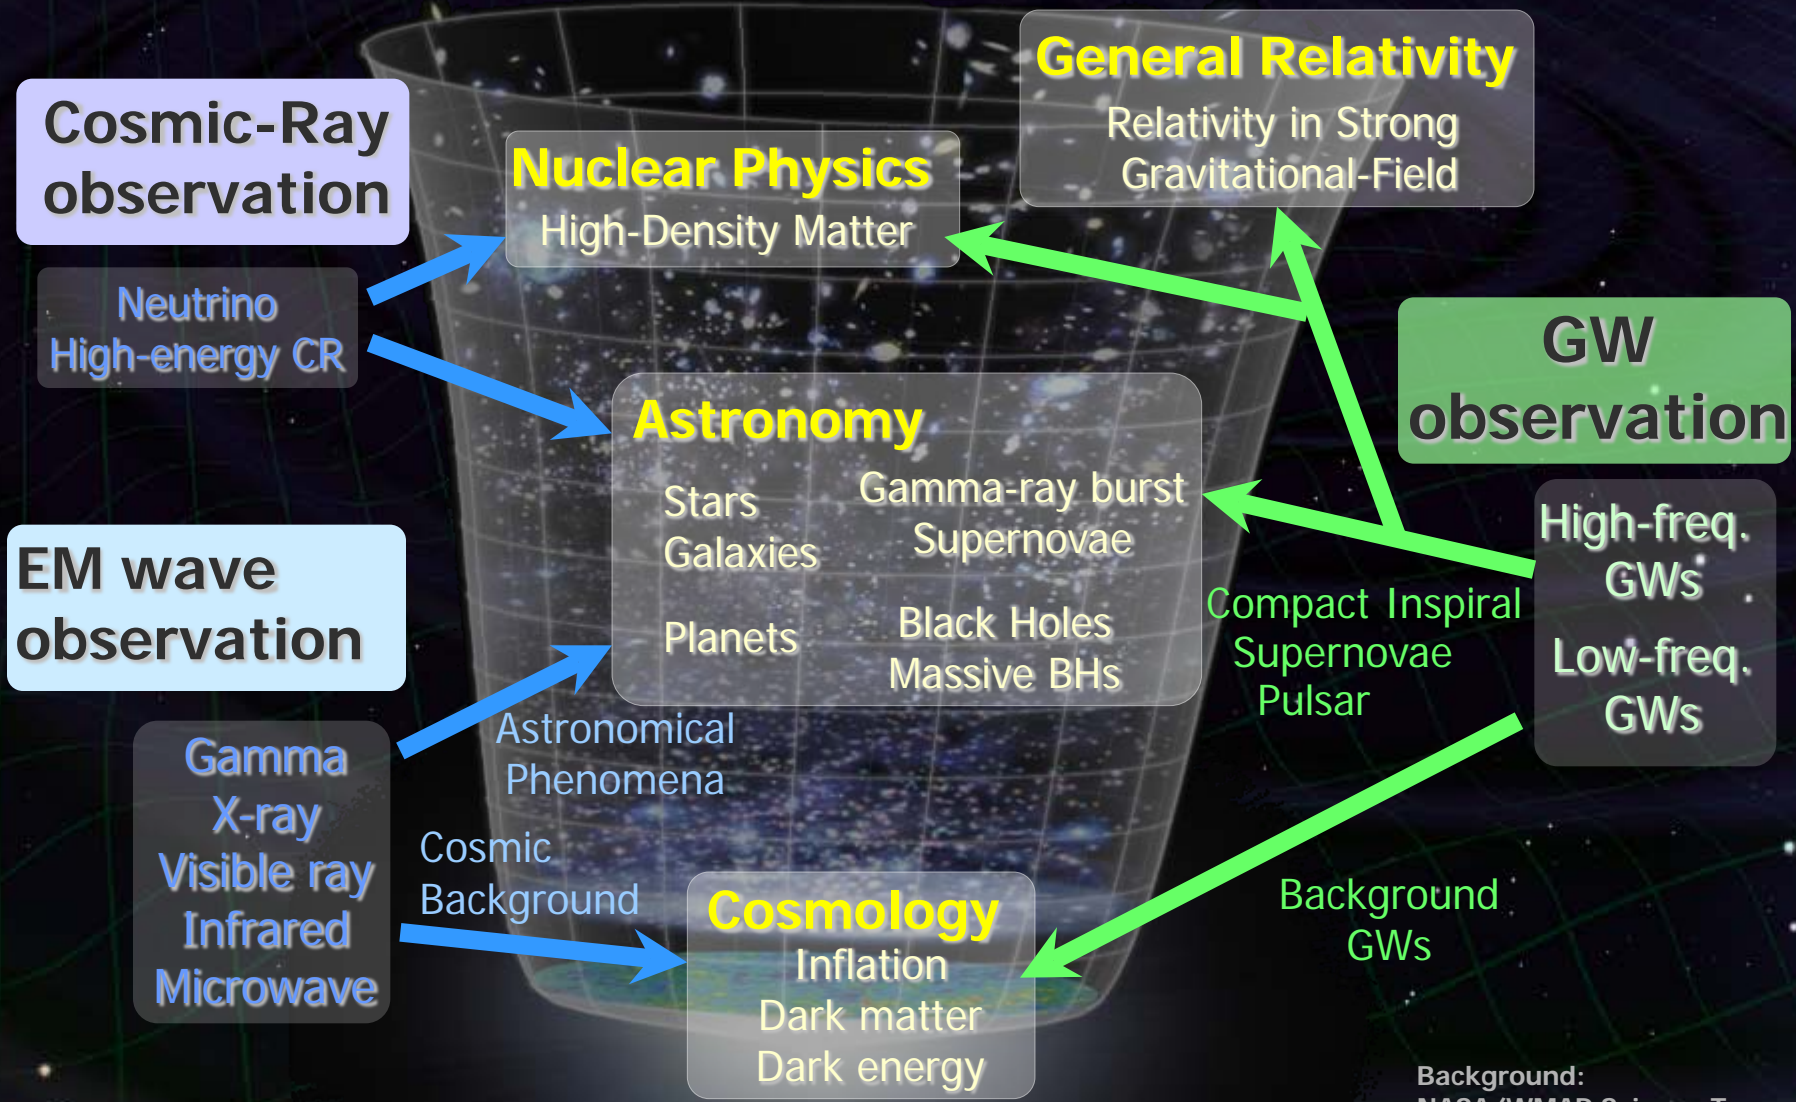 General Relativity
Relativity in Strong
Gravitational-Field
Cosmic-Ray
observation
Nuclear Physics
High-Density Matter
Neutrino
High-energy CR
GW
observation
Astronomy
Stars
Galaxies
Gamma-ray burst
Supernovae
Planets
Black Holes
Massive BHs
High-freq.
GWs
Low-freq.
GWs
EM wave
observation
Compact Inspiral
Supernovae
Pulsar
Gamma
X-ray
Visible ray
Infrared
Microwave
Astronomical
Phenomena
Cosmic
Background
Cosmology
Inflation
Dark matter
Dark energy
Background
GWs
Background:
NASA/WMAP Science